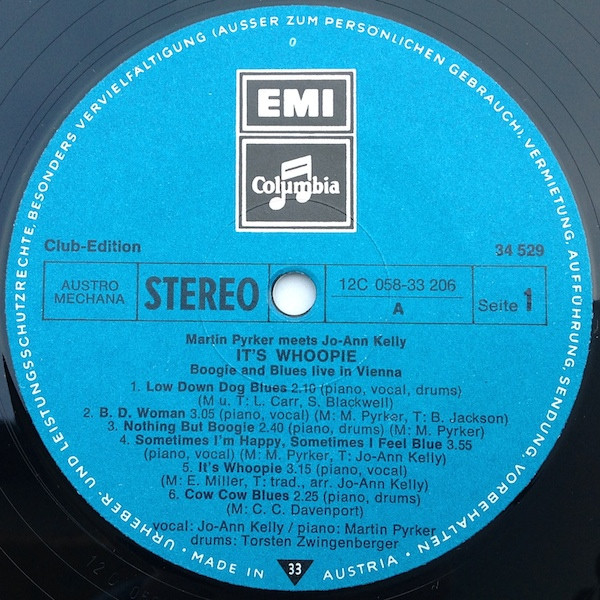 URHEBER- UND LEISTUNGSSCHUTZRECHTE, BESONDERS VERVIELFÄLTIGUNG (AUSSER ZUM PERSÖNLICHEN GEBRAUCH), VERMIETUNG, AUFFÜHRUNG, SENDUNG, VORBEHALTEN •
0
EMI
Columbia
Club-Edition
34 529
AUSTRO
MECHANA
STEREO
12C 058-33 206
A
Seite 1
Martin Pyrker meets Jo-Ann Kelly
IT'S WHOOPIE
Boogie and Blues live in Vienna
1. Low Down Dog Blues 2.10 (piano, vocal, drums)
(M u. T: L. Carr, S. Blackwell)
2. B. D. Woman 3.05 (piano, vocal) (M: M. Pyrker, T: B. Jackson)
3. Nothing But Boogie 2.40 (piano, drums) (M: M. Pyrker)
4. Sometimes I'm Happy, Sometimes I Feel Blue 3.55
(piano, vocal) (M: M. Pyrker, T: Jo-Ann Kelly)
5. It's Whoopie 3.15 (piano, vocal)
(M: E. Miller, T: trad., arr. Jo-Ann Kelly)
6. Cow Cow Blues 2.25 (piano, drums)
(M: C. C. Davenport)
vocal: Jo-Ann Kelly / piano: Martin Pyrker
drums: Torsten Zwingenberger
• MADE IN 33 AUSTRIA •